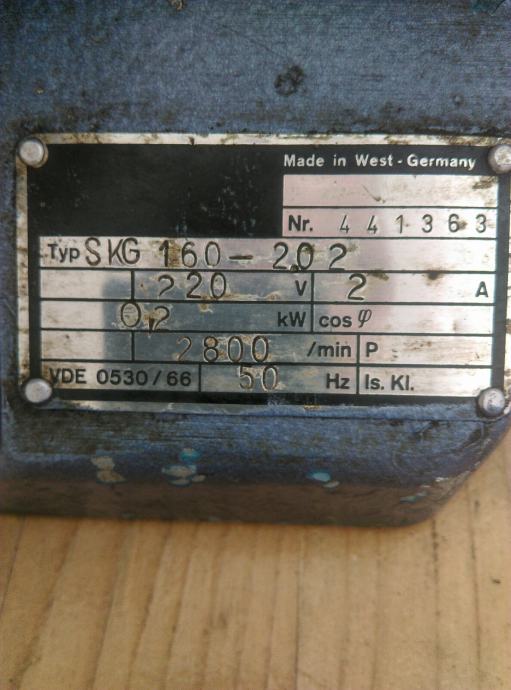 Made in West - Germany
Nr. 441363
Typ SKG 160-202
220 V 2 A
0,2 kW cos φ
2800 /min P
VDE 0530/66 50 Hz Is. Kl.